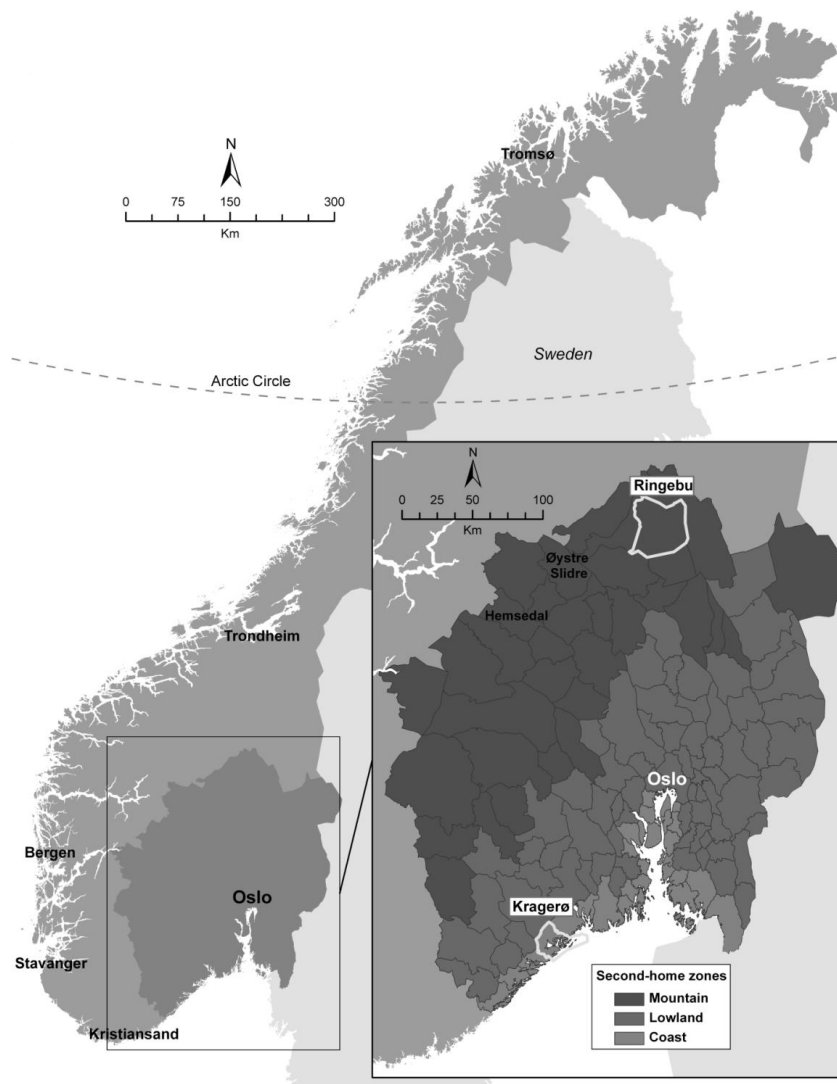 Tromsø
N
0 75 150 300
Km
Sweden
Arctic Circle
N
0 25 50 100
Km
Ringebu
Øystre
Slidre
Hemsedal
Trondheim
Oslo
Bergen
Oslo
Kragerø
Stavanger
Second-home zones
Mountain
Lowland
Coast
Kristiansand